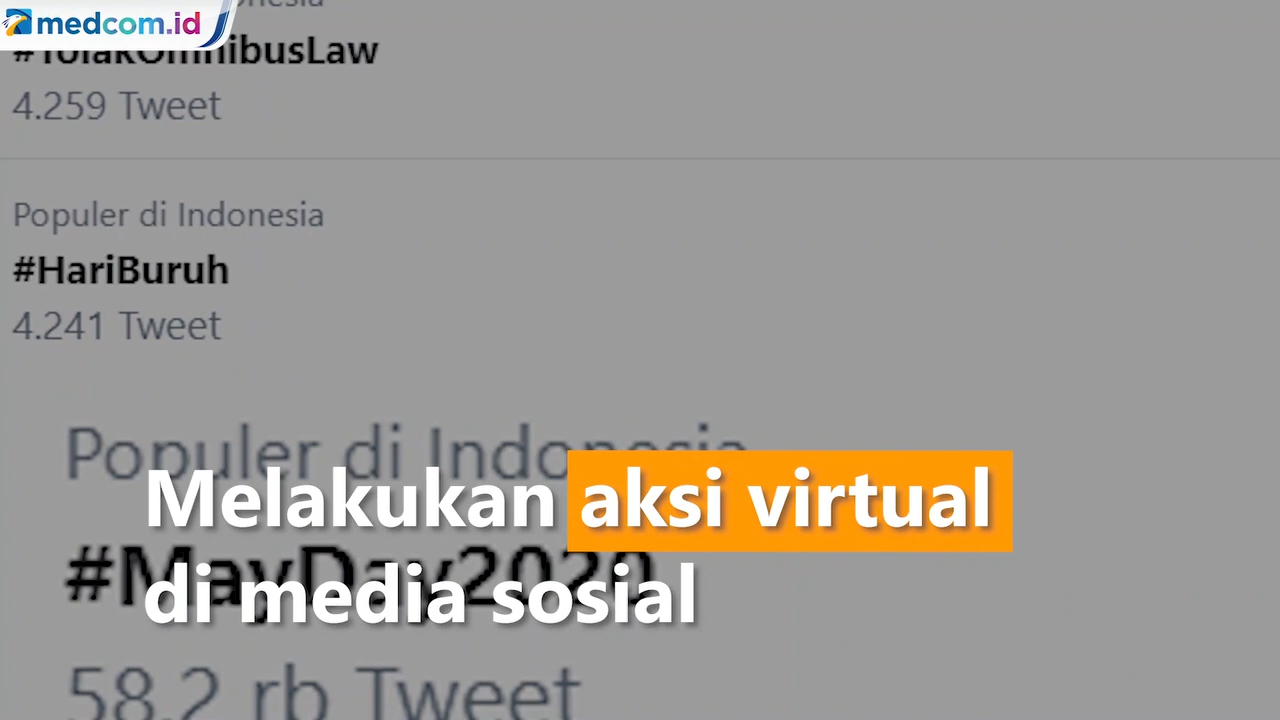 medcom.id
#TolakOmnibusLaw
4.259 Tweet
Populer di Indonesia
#HariBuruh
4.241 Tweet
Populer di Indonesia
Melakukan aksi virtual
#MayDay2020
di media sosial
58,2 rb Tweet